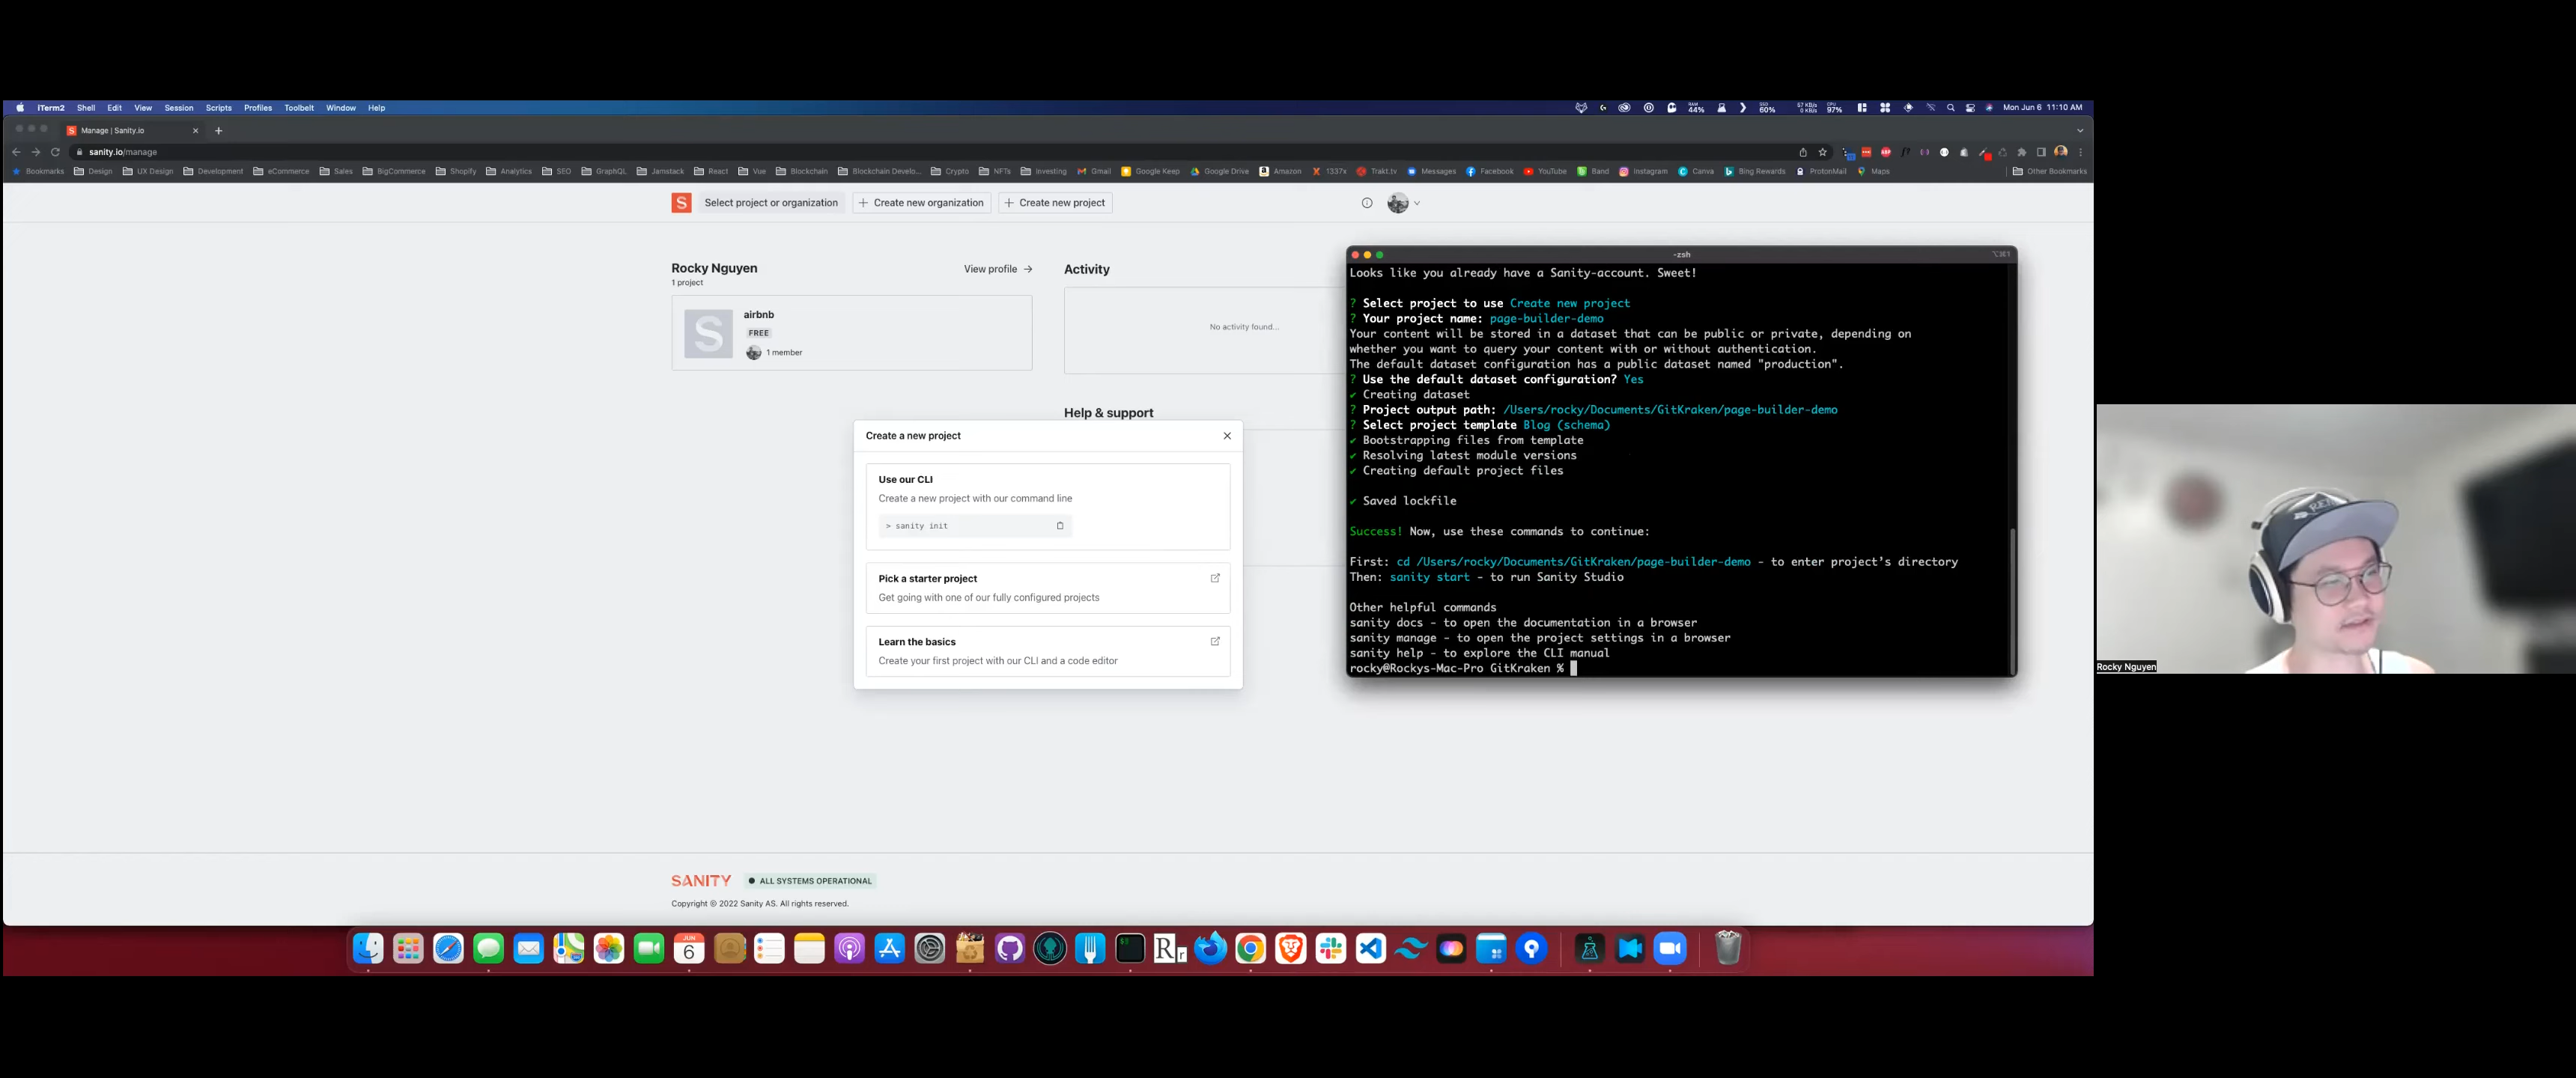 iTerm2 Shell Edit View Session Scripts Profiles Toolbelt Window Help
44% 60% 57 KB/s 0 KB/s CPU 97% Mon Jun 6 11:10 AM
Manage | Sanity.io
sanity.io/manage
Bookmarks Design UX Design Development eCommerce Sales BigCommerce Shopify Analytics SEO GraphQL Jamstack React Vue Blockchain Blockchain Develo... Crypto NFTs Investing Gmail Google Keep Google Drive Amazon 1337x Trakt.tv Messages Facebook YouTube Band Instagram Canva Bing Rewards ProtonMail Maps Other Bookmarks
S Select project or organization + Create new organization + Create new project
Rocky Nguyen
1 project
View profile →
S
airbnb
FREE
1 member
Activity
No activity found...
Help & support
Create a new project
Use our CLI
Create a new project with our command line
> sanity init
Pick a starter project
Get going with one of our fully configured projects
Learn the basics
Create your first project with our CLI and a code editor
-zsh
⌥⌘1
Looks like you already have a Sanity-account. Sweet!
? Select project to use Create new project
? Your project name: page-builder-demo
Your content will be stored in a dataset that can be public or private, depending on
whether you want to query your content with or without authentication.
The default dataset configuration has a public dataset named "production".
? Use the default dataset configuration? Yes
✔ Creating dataset
? Project output path: /Users/rocky/Documents/GitKraken/page-builder-demo
? Select project template Blog (schema)
✔ Bootstrapping files from template
✔ Resolving latest module versions
✔ Creating default project files
✔ Saved lockfile
Success! Now, use these commands to continue:
First: cd /Users/rocky/Documents/GitKraken/page-builder-demo - to enter project's directory
Then: sanity start - to run Sanity Studio
Other helpful commands
sanity docs - to open the documentation in a browser
sanity manage - to open the project settings in a browser
sanity help - to explore the CLI manual
rocky@Rockys-Mac-Pro GitKraken %
Rocky Nguyen
SANITY ALL SYSTEMS OPERATIONAL
Copyright © 2022 Sanity AS. All rights reserved.
JUN
6